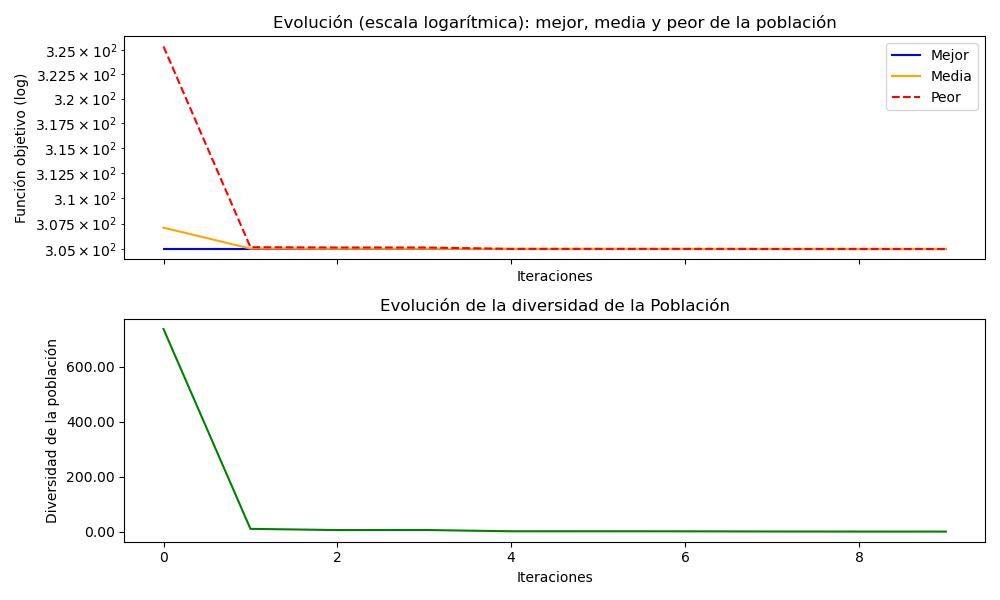 Evolución (escala logarítmica): mejor, media y peor de la población
Función objetivo (log)
3.25 × 10²
3.225 × 10²
3.2 × 10²
3.175 × 10²
3.15 × 10²
3.125 × 10²
3.1 × 10²
3.075 × 10²
3.05 × 10²
Mejor
Media
Peor
Iteraciones
Evolución de la diversidad de la Población
Diversidad de la población
600.00
400.00
200.00
0.00
0 2 4 6 8
Iteraciones